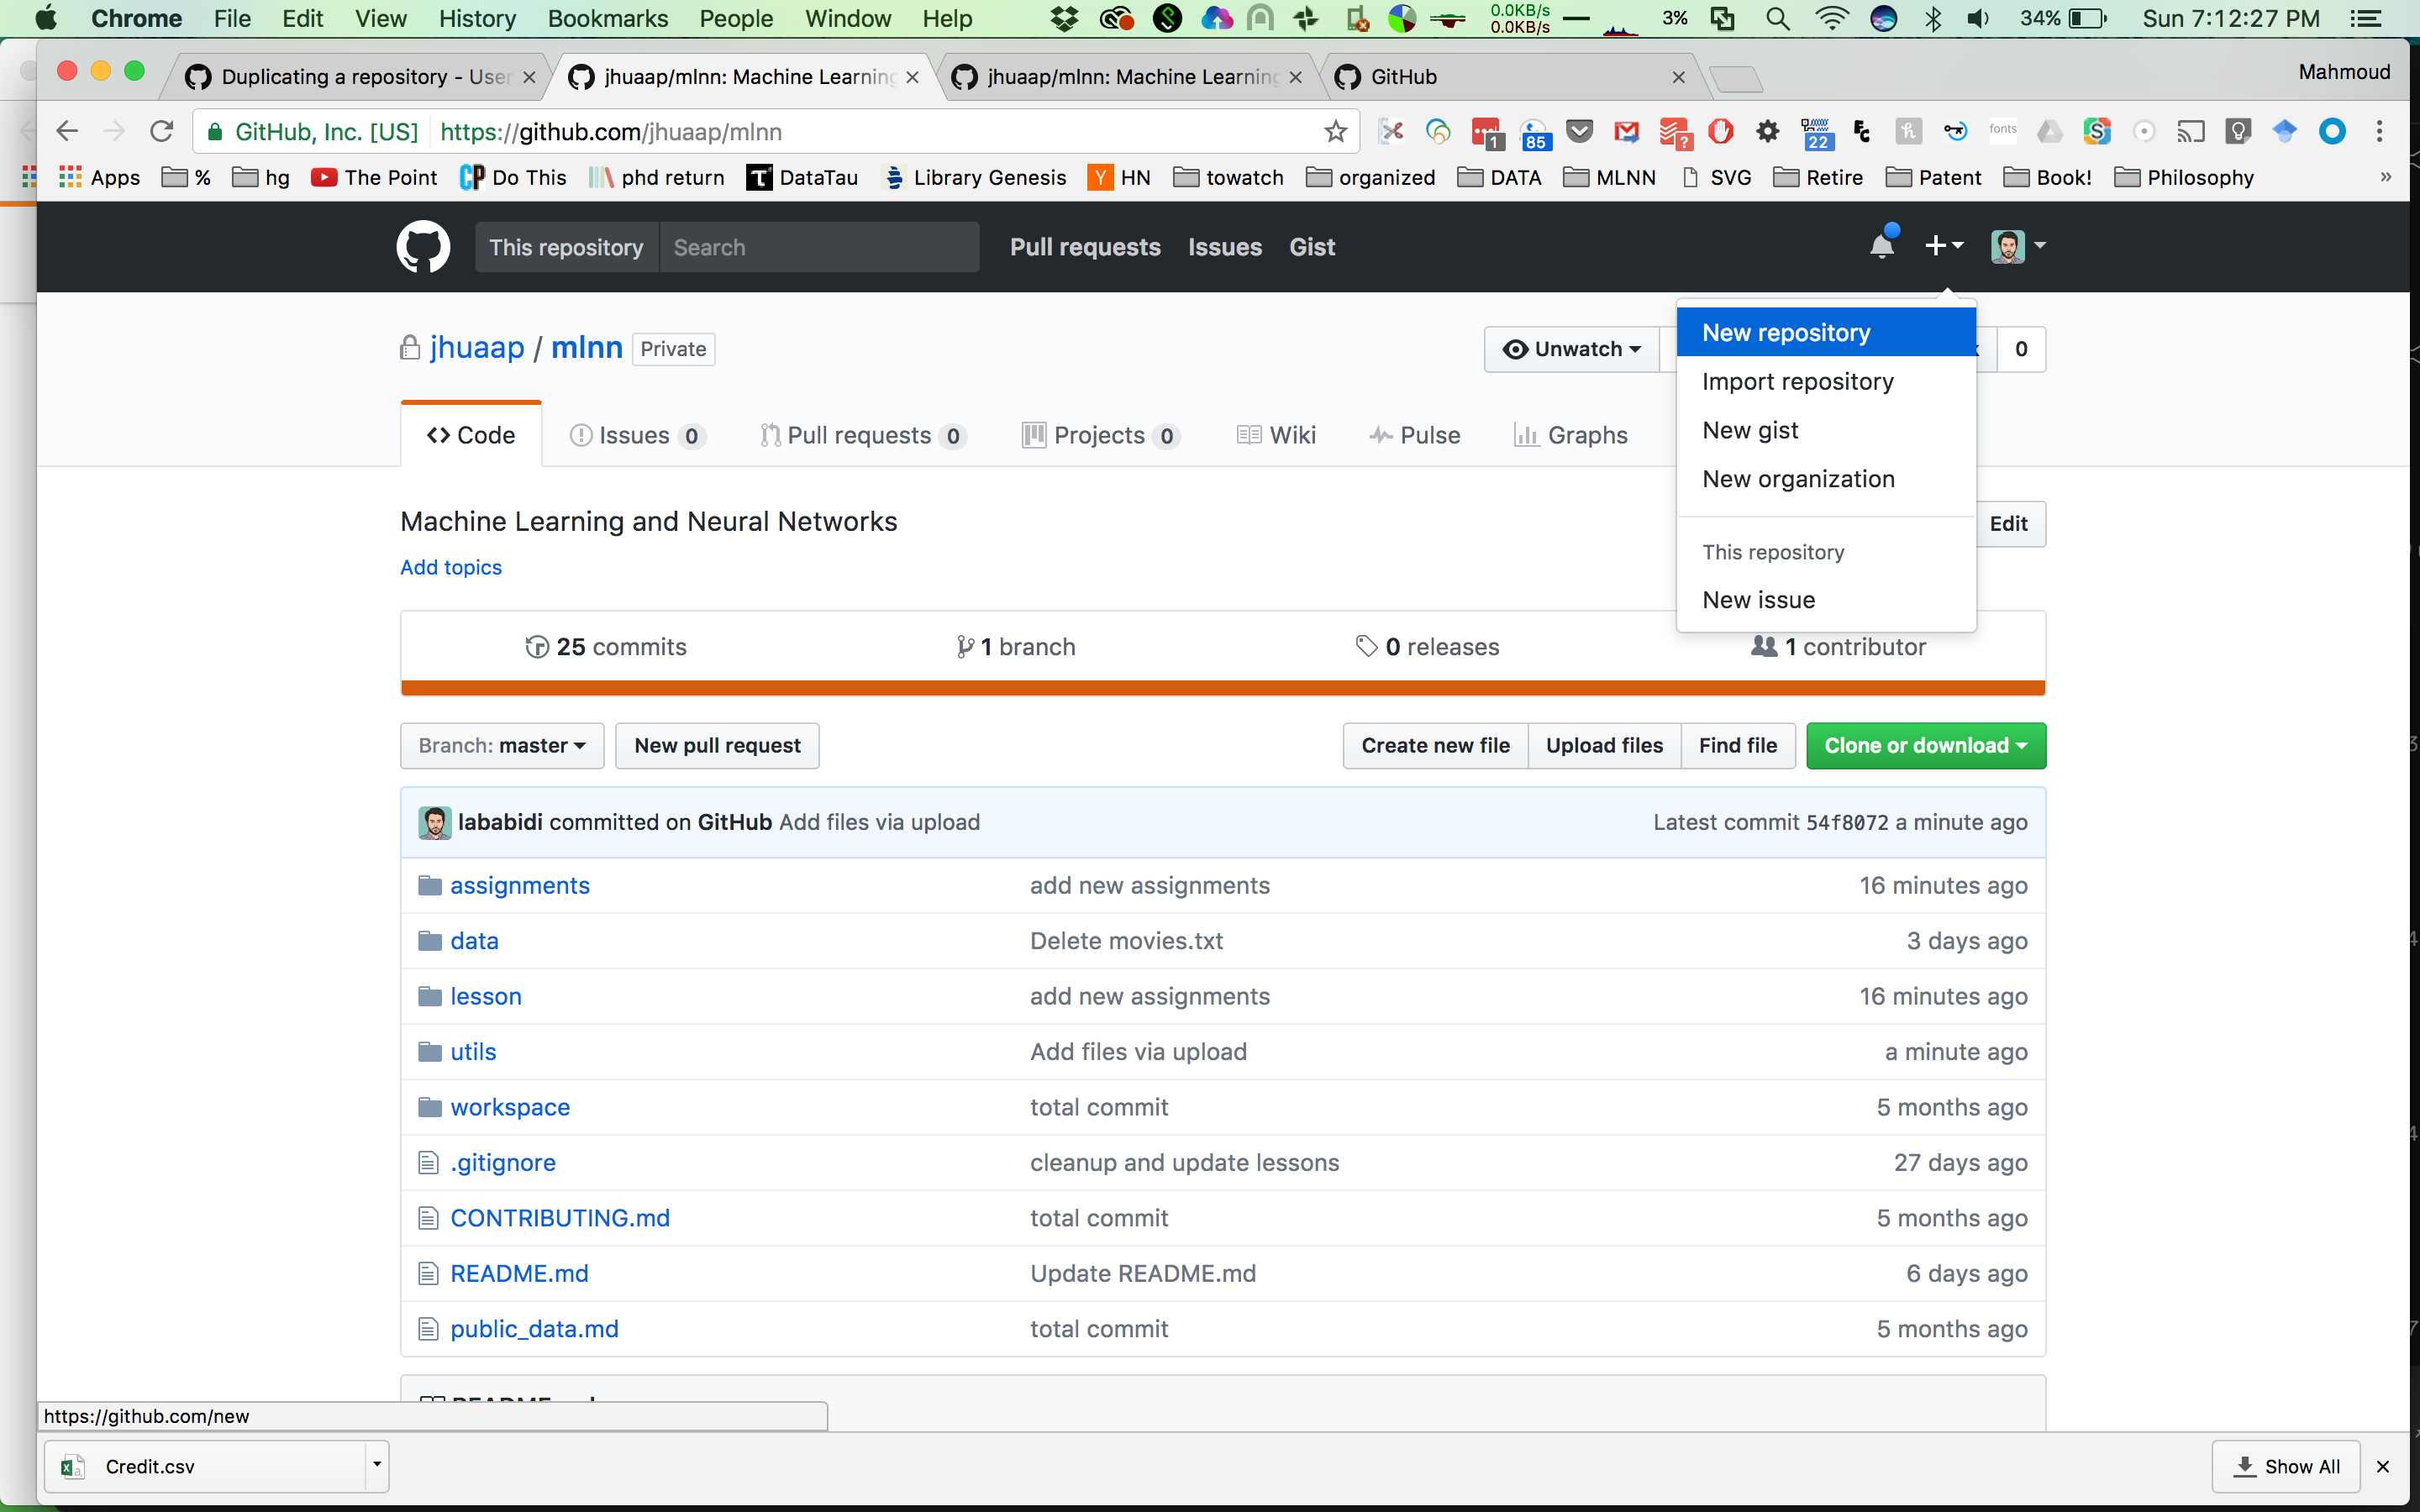 Chrome File Edit View History Bookmarks People Window Help 0.0KB/s 0.0KB/s 3% 34% Sun 7:12:27 PM
Duplicating a repository - User jhuaap/mlnn: Machine Learning jhuaap/mlnn: Machine Learning GitHub Mahmoud
GitHub, Inc. [US] https://github.com/jhuaap/mlnn 1 85 ? 22 fonts
Apps % hg The Point Do This phd return DataTau Library Genesis HN towatch organized DATA MLNN SVG Retire Patent Book! Philosophy »
This repository Search Pull requests Issues Gist
jhuaap / mlnn Private Unwatch 0
New repository
Import repository
New gist
New organization
This repository
New issue
Code Issues 0 Pull requests 0 Projects 0 Wiki Pulse Graphs
Machine Learning and Neural Networks Edit
Add topics
25 commits 1 branch 0 releases 1 contributor
Branch: master New pull request Create new file Upload files Find file Clone or download
lababidi committed on GitHub Add files via upload Latest commit 54f8072 a minute ago
assignments add new assignments 16 minutes ago
data Delete movies.txt 3 days ago
lesson add new assignments 16 minutes ago
utils Add files via upload a minute ago
workspace total commit 5 months ago
.gitignore cleanup and update lessons 27 days ago
CONTRIBUTING.md total commit 5 months ago
README.md Update README.md 6 days ago
public_data.md total commit 5 months ago
https://github.com/new
Credit.csv Show All